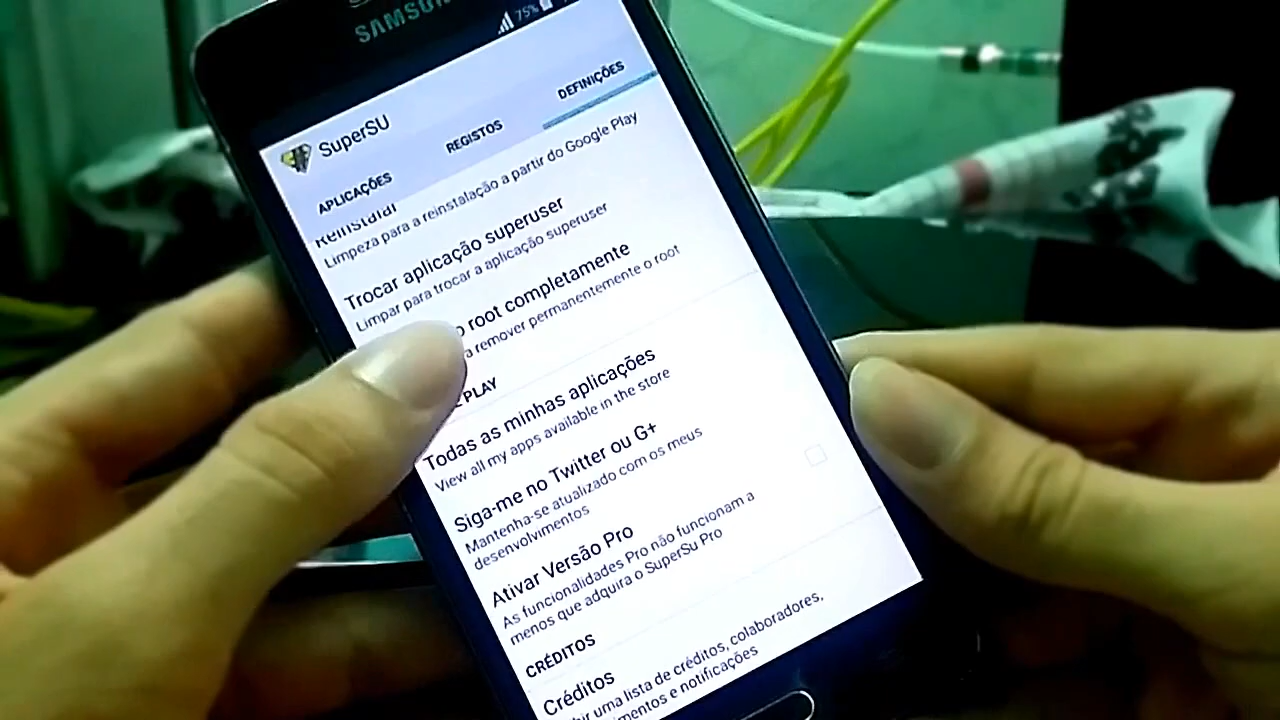 SAMSUNG
75%
SuperSU
APLICAÇÕES
REGISTOS
DEFINIÇÕES
Reinstalar
Limpeza para a reinstalação a partir do Google Play
Trocar aplicação superuser
Limpar para trocar a aplicação superuser
o root completamente
a remover permanentemente o root
PLAY
Todas as minhas aplicações
View all my apps available in the store
Siga-me no Twitter ou G+
Mantenha-se atualizado com os meus
desenvolvimentos
Ativar Versão Pro
As funcionalidades Pro não funcionam a
menos que adquira o SuperSu Pro
CRÉDITOS
Créditos
bir uma lista de créditos, colaboradores,
imentos e notificações